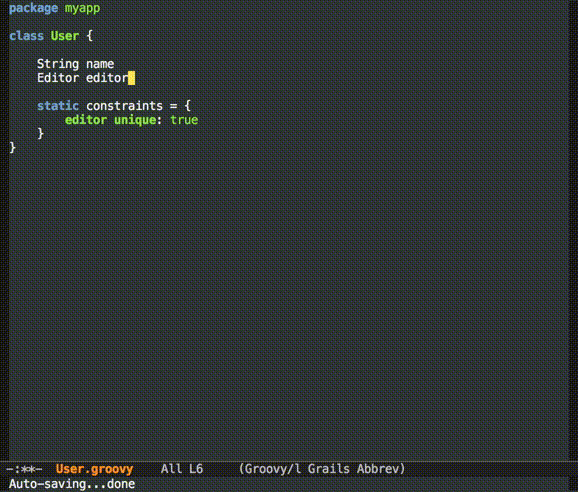 package myapp
class User {
    String name
    Editor editor
    static constraints = {
        editor unique: true
    }
}
-:**-  User.groovy    All L6     (Groovy/l Grails Abbrev)
Auto-saving...done